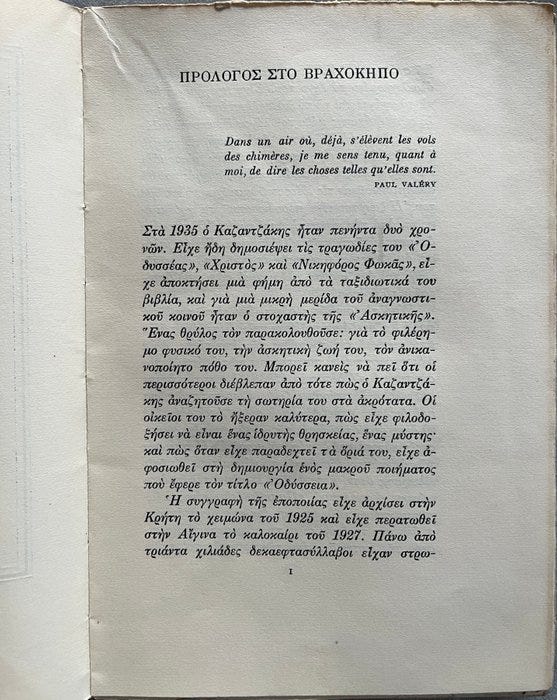 ΠΡΟΛΟΓΟΣ ΣΤΟ ΒΡΑΧΟΚΗΠΟ
Dans un air où, déjà, s'élèvent les vols
des chimères, je me sens tenu, quant à
moi, de dire les choses telles qu'elles sont.
PAUL VALÉRY
Στὰ 1935 ὁ Καζαντζάκης ἦταν πενήντα δυὸ χρο-
νῶν. Εἶχε ἤδη δημοσιέψει τὶς τραγωδίες του «Ὀ-
δυσσέας», «Χριστὸς» καὶ «Νικηφόρος Φωκᾶς», εἶ-
χε ἀποκτήσει μιὰ φήμη ἀπὸ τὰ ταξιδιωτικά του
βιβλία, καὶ γιὰ μιὰ μικρὴ μερίδα τοῦ ἀναγνωστι-
κοῦ κοινοῦ ἦταν ὁ στοχαστὴς τῆς «Ἀσκητικῆς».
Ἕνας θρύλος τὸν παρακολουθοῦσε: γιὰ τὸ φιλέρη-
μο φυσικό του, τὴν ἀσκητικὴ ζωή του, τὸν ἀνικα-
νοποίητο πόθο του. Μπορεῖ κανεὶς νὰ πεῖ ὅτι οἱ
περισσότεροι διέβλεπαν ἀπὸ τότε πὼς ὁ Καζαντζά-
κης ἀναζητοῦσε τὴ σωτηρία του στὰ ἀκρότατα. Οἱ
οἰκεῖοι του τὸ ἤξεραν καλύτερα, πὼς εἶχε φιλοδο-
ξήσει νὰ εἶναι ἕνας ἱδρυτὴς θρησκείας, ἕνας μύστης·
καὶ πὼς ὅταν εἶχε παραδεχτεῖ τὰ ὅριά του, εἶχε ἀ-
φοσιωθεῖ στὴ δημιουργία ἑνὸς μακροῦ ποιήματος
ποὺ ἔφερε τὸν τίτλο «Ὀδύσσεια».
Ἡ συγγραφὴ τῆς ἐποποιίας εἶχε ἀρχίσει στὴν
Κρήτη τὸ χειμώνα τοῦ 1925 καὶ εἶχε περατωθεῖ
στὴν Αἴγινα τὸ καλοκαίρι τοῦ 1927. Πάνω ἀπὸ
τριάντα χιλιάδες δεκαεφτασύλλαβοι εἶχαν στρω-
I